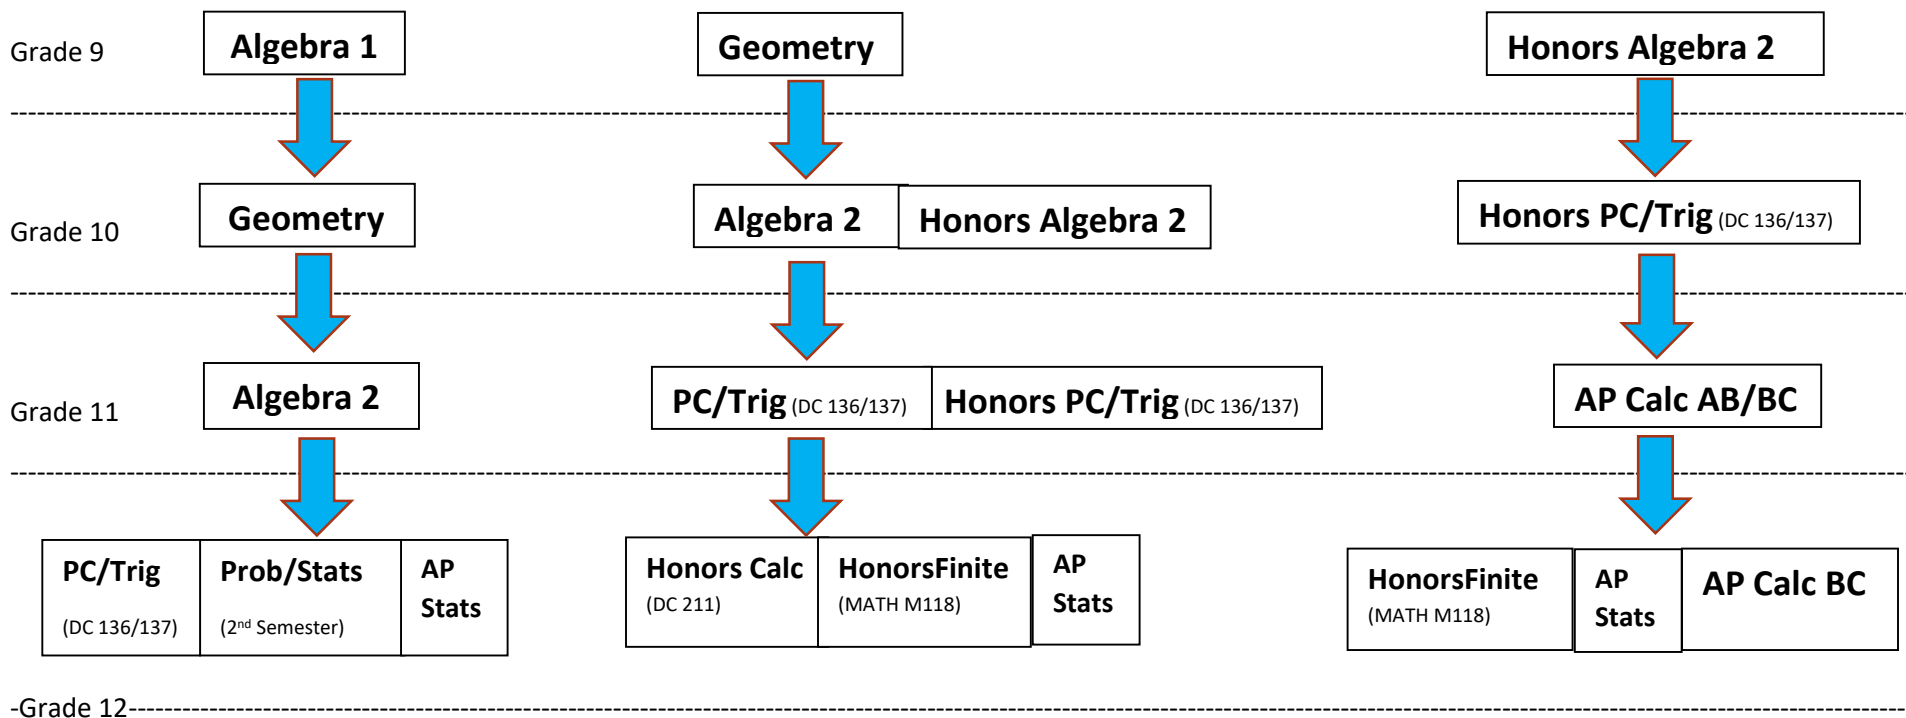 Grade 9
Algebra 1
Geometry
Honors Algebra 2
Grade 10
Geometry
Algebra 2
Honors Algebra 2
Honors PC/Trig (DC 136/137)
Grade 11
Algebra 2
PC/Trig (DC 136/137)
Honors PC/Trig (DC 136/137)
AP Calc AB/BC
PC/Trig
(DC 136/137)
Prob/Stats
(2nd Semester)
AP
Stats
Honors Calc
(DC 211)
HonorsFinite
(MATH M118)
AP
Stats
HonorsFinite
(MATH M118)
AP
Stats
AP Calc BC
-Grade 12-